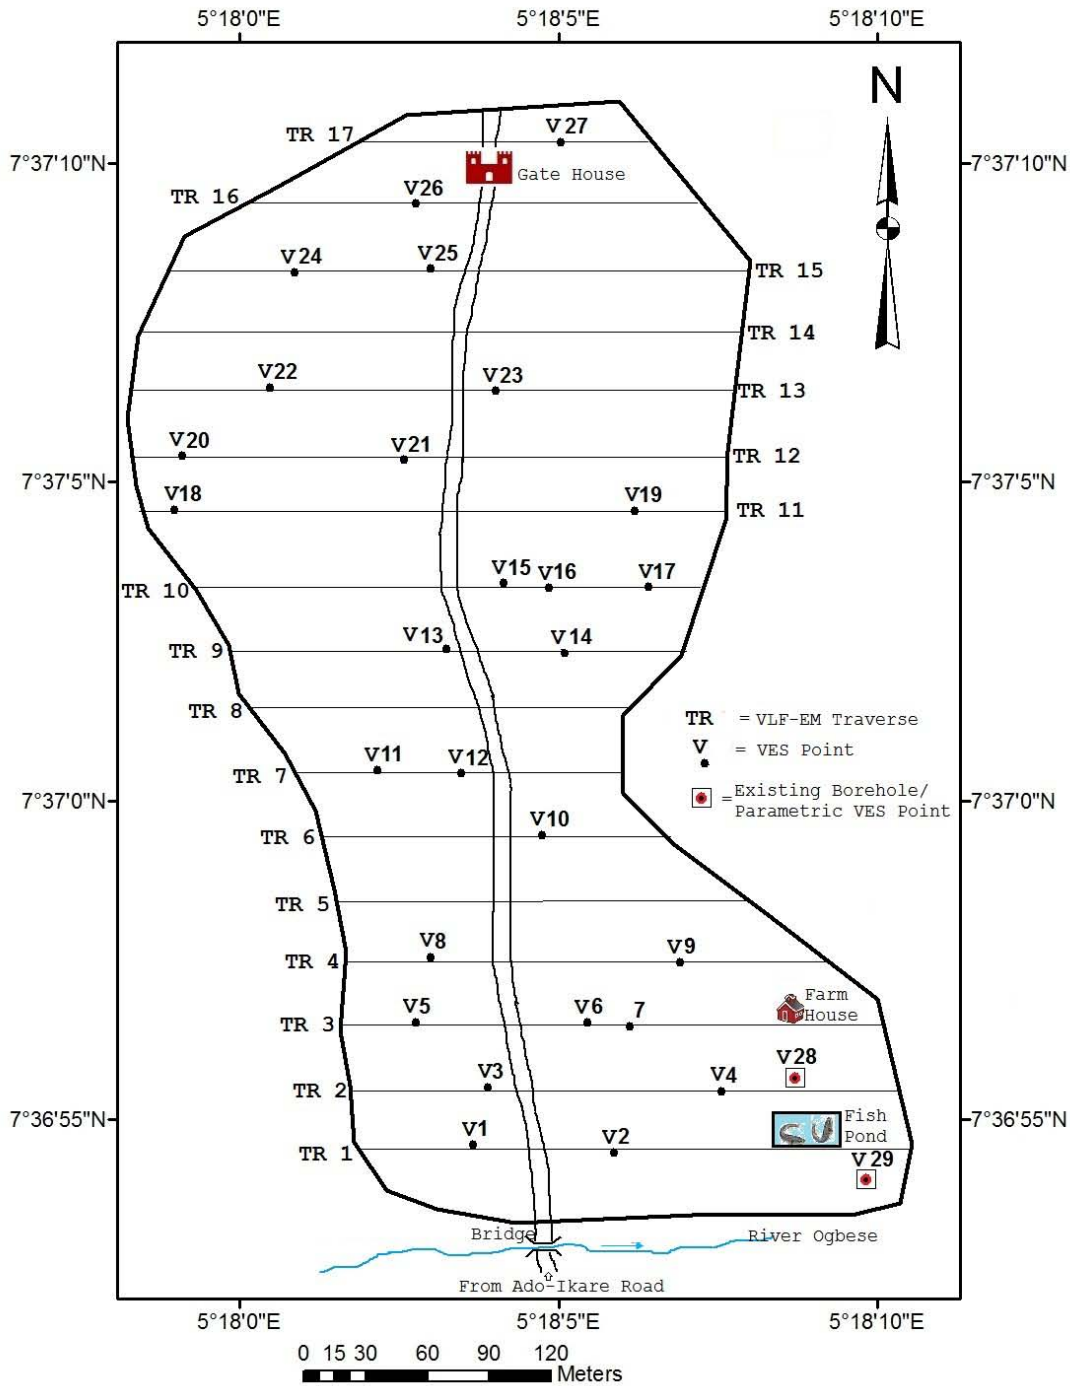 5°18'0"E 5°18'5"E 5°18'10"E
N
V27
TR 17
7°37'10"N 7°37'10"N
Gate House
V26
TR 16
V24 V25
TR 15
TR 14
V22 V23
TR 13
V20 V21
TR 12
7°37'5"N 7°37'5"N
V18 V19
TR 11
V15 V16 V17
TR 10
V13 V14
TR 9
TR 8
TR = VLF-EM Traverse
V = VES Point
V11 V12
TR 7
=Existing Borehole/
Parametric VES Point
7°37'0"N 7°37'0"N
V10
TR 6
TR 5
V8 V9
TR 4
Farm
House
V5 V6 7
TR 3
V28
V3 V4
TR 2
7°36'55"N 7°36'55"N
Fish
Pond
V1 V2
TR 1
V29
Bridge
River Ogbese
From Ado-Ikare Road
5°18'0"E 5°18'5"E 5°18'10"E
0 15 30 60 90 120
Meters